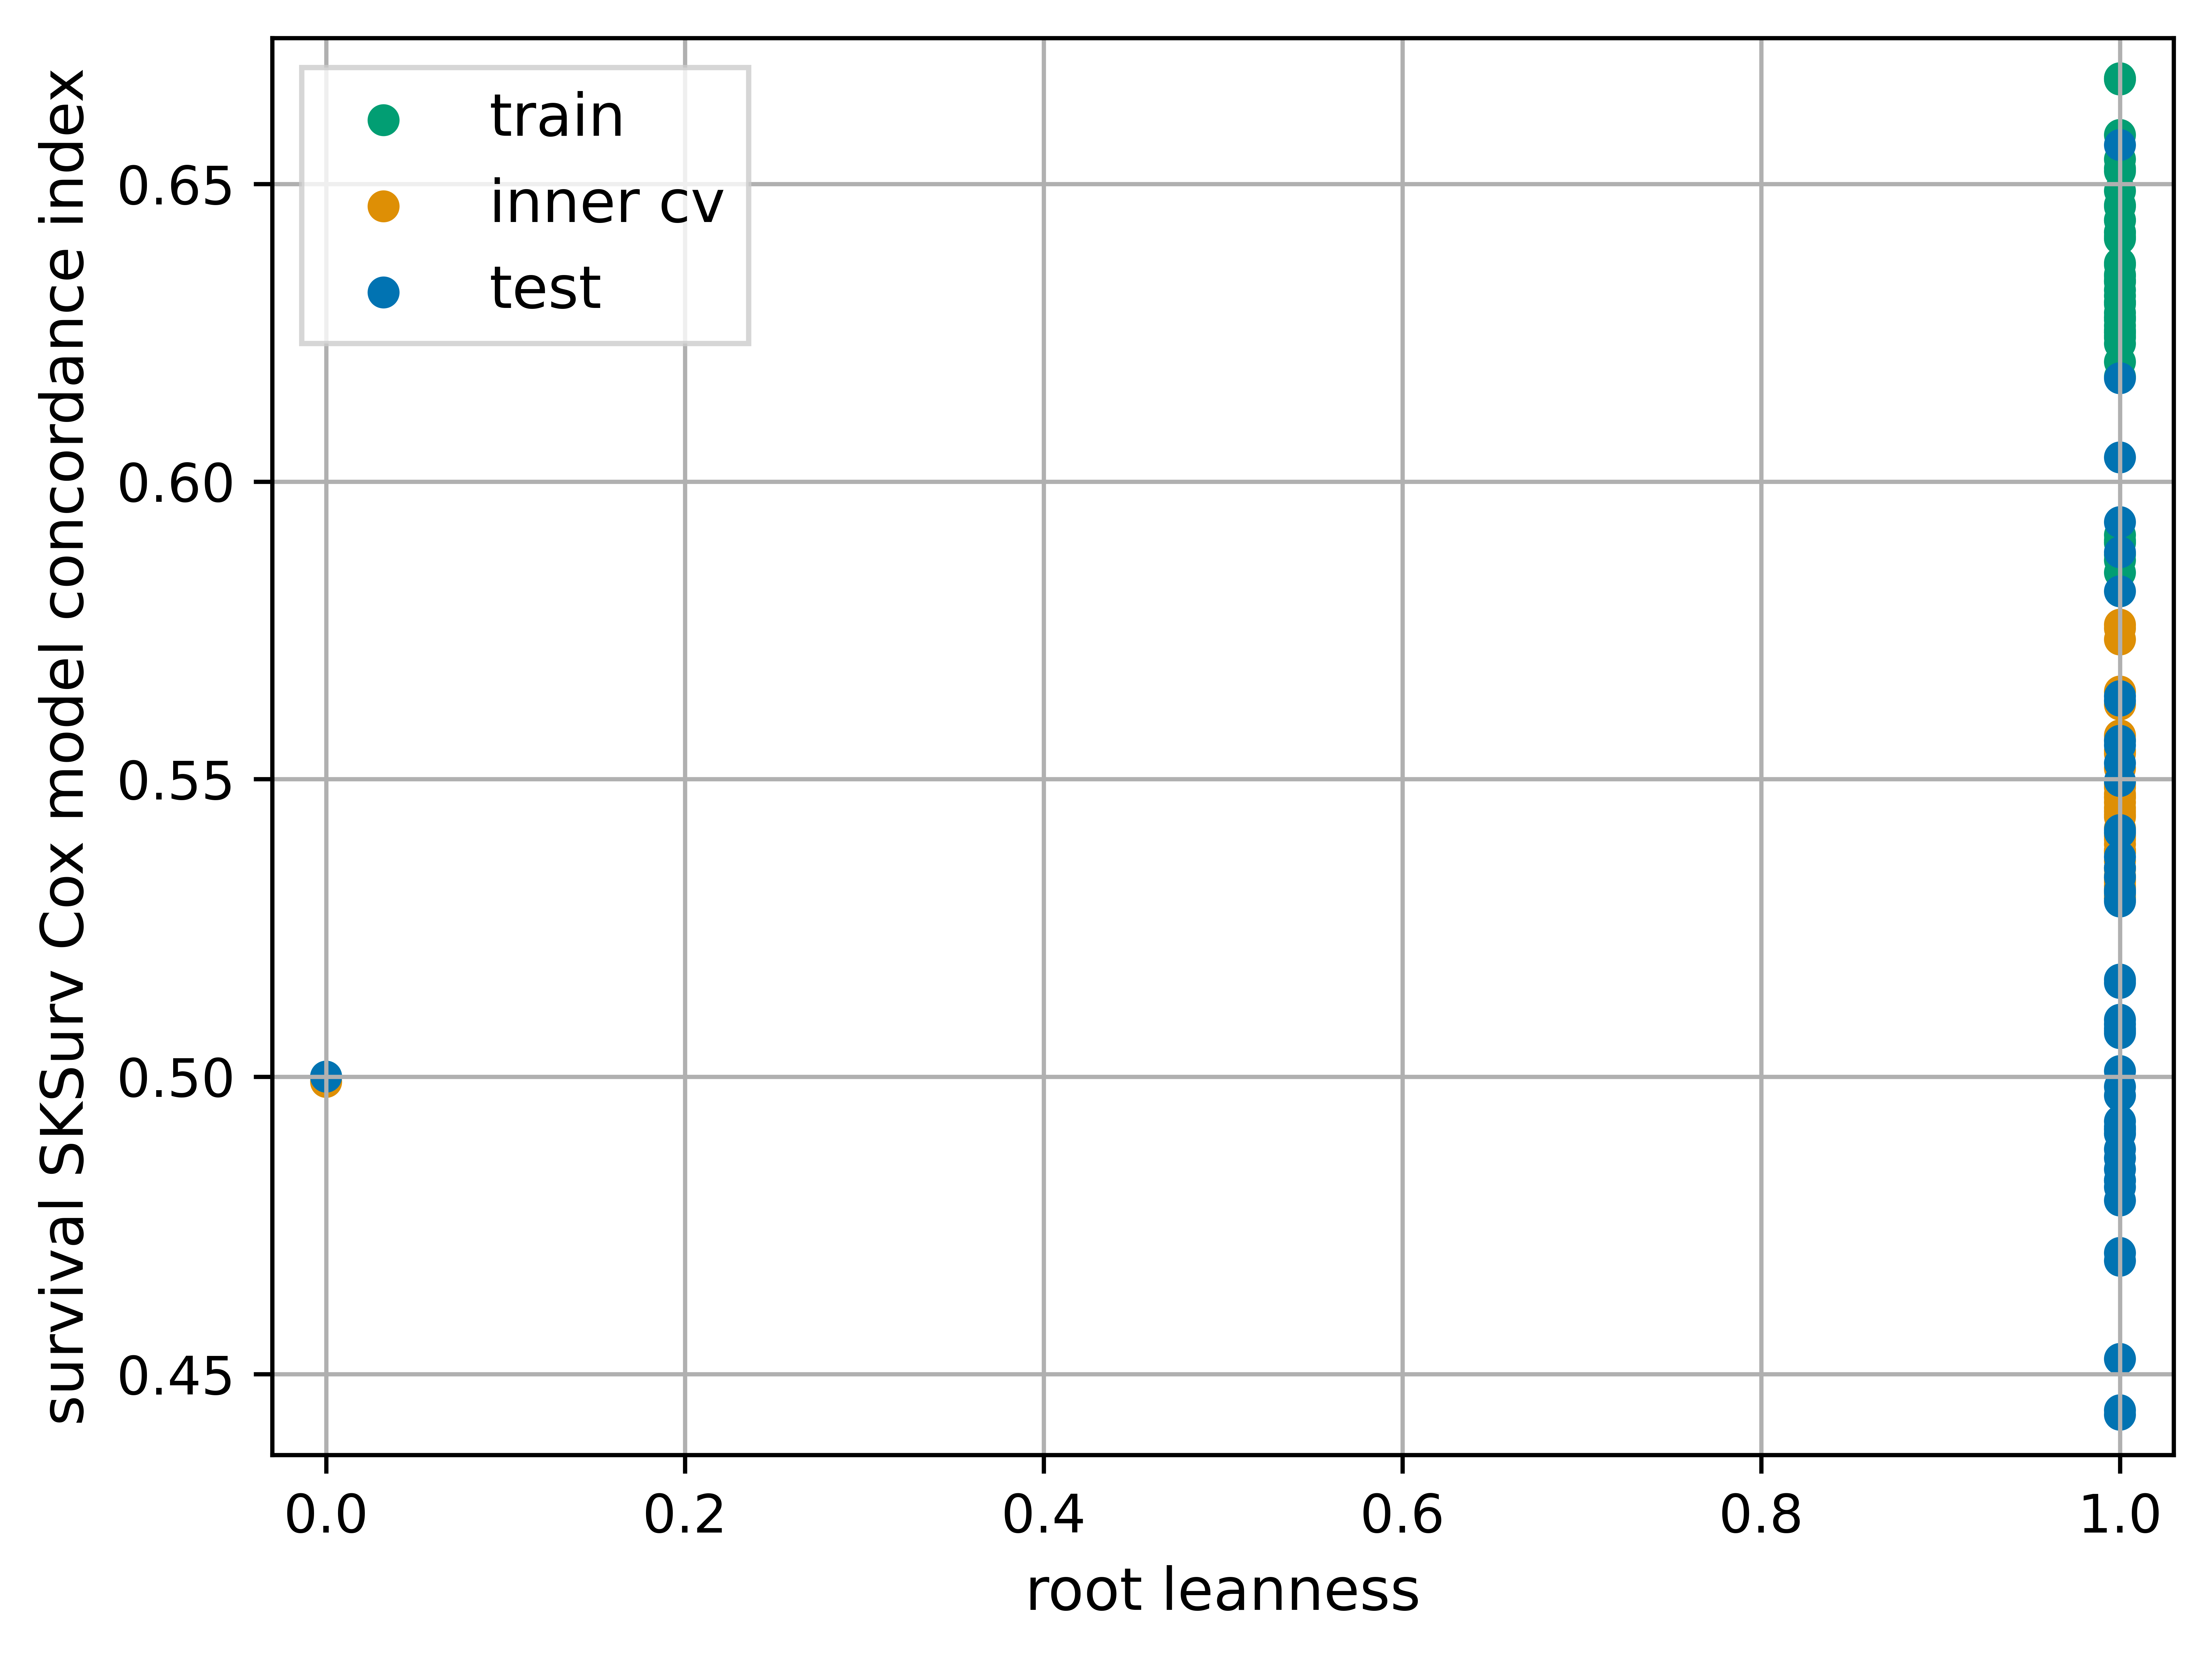 survival SKSurv Cox model concordance index
train
inner cv
test
0.65
0.60
0.55
0.50
0.45
0.0 0.2 0.4 0.6 0.8 1.0
root leanness